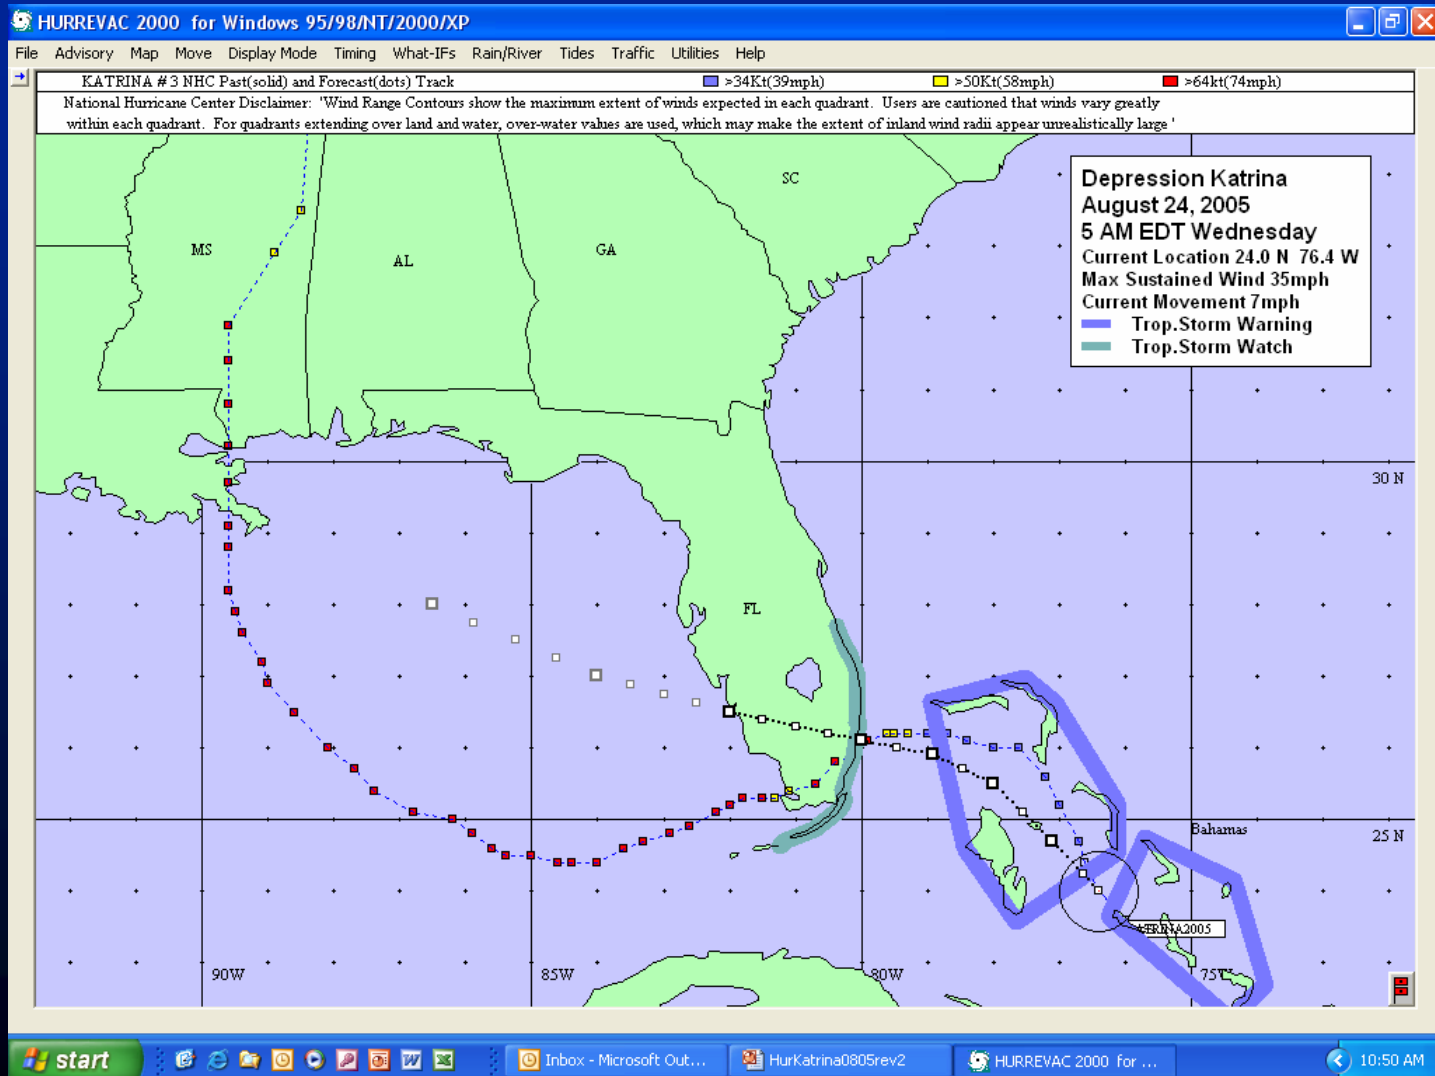 HURREVAC 2000 for Windows 95/98/NT/2000/XP
File Advisory Map Move Display Mode Timing What-IFs Rain/River Tides Traffic Utilities Help
KATRINA # 3 NHC Past(solid) and Forecast(dots) Track >34Kt(39mph) >50Kt(58mph) >64kt(74mph)
National Hurricane Center Disclaimer: 'Wind Range Contours show the maximum extent of winds expected in each quadrant. Users are cautioned that winds vary greatly
within each quadrant. For quadrants extending over land and water, over-water values are used, which may make the extent of inland wind radii appear unrealistically large '
Depression Katrina
August 24, 2005
5 AM EDT Wednesday
Current Location 24.0 N 76.4 W
Max Sustained Wind 35mph
Current Movement 7mph
Trop.Storm Warning
Trop.Storm Watch
SC
MS
AL
GA
30 N
FL
Bahamas
25 N
90W
85W
80W
start
Inbox - Microsoft Out...
HurKatrina0805rev2
HURREVAC 2000 for ...
10:50 AM